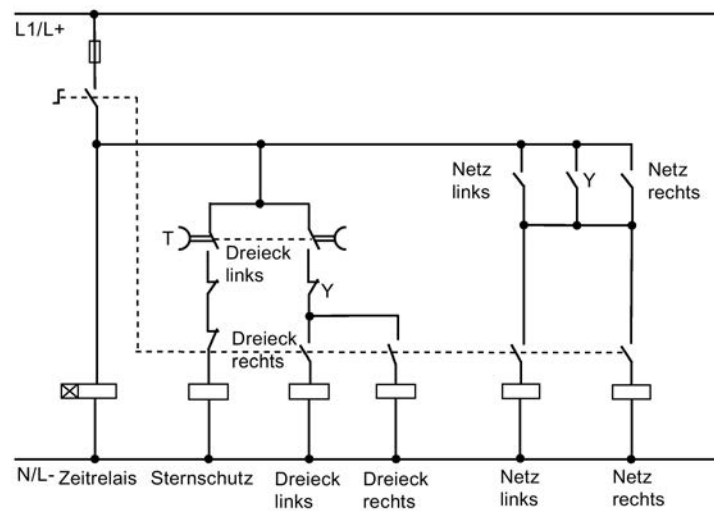 L1/L+
Netz
links
Y
Netz
rechts
T
Dreieck
links
Y
Dreieck
rechts
N/L-
Zeitrelais
Sternschutz
Dreieck
links
Dreieck
rechts
Netz
links
Netz
rechts